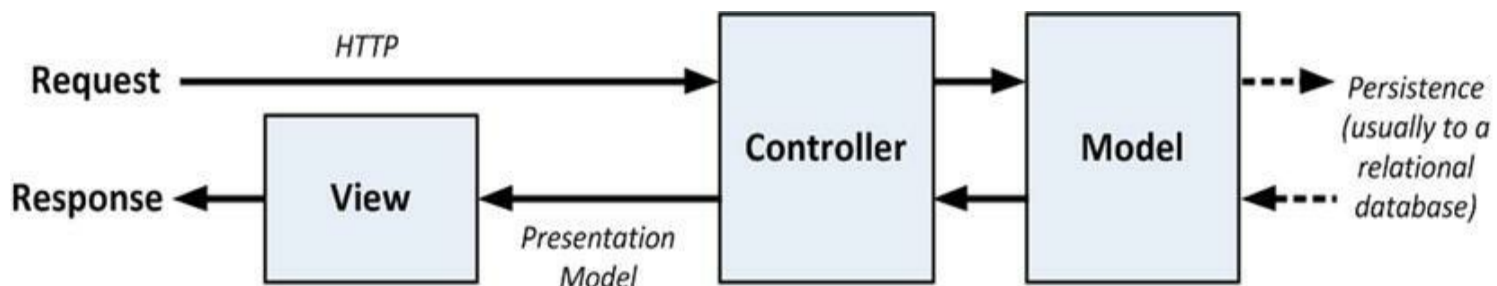 HTTP
Request
Controller
Model
Persistence
(usually to a
relational
database)
Response
View
Presentation
Model